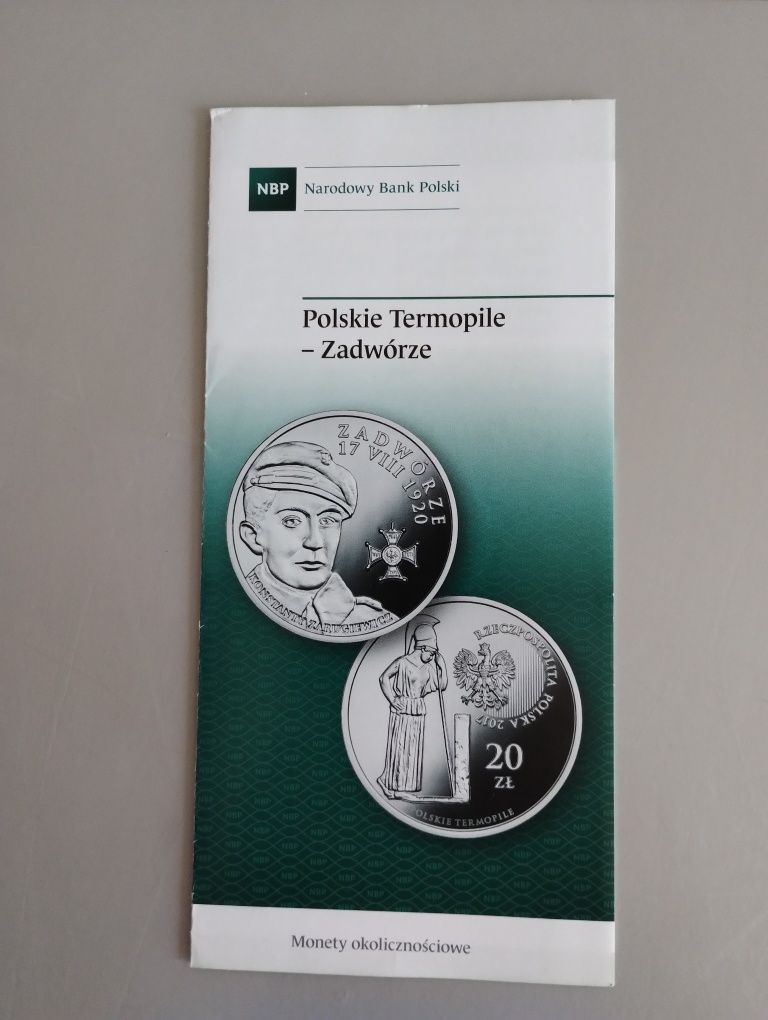 NBP
Narodowy Bank Polski
Polskie Termopile
– Zadwórze
ZADWÓRZE
17 VIII 1920
KONSTANTY ZARUGIEWICZ
RZECZPOSPOLITA POLSKA 2017
20
ZŁ
POLSKIE TERMOPILE
Monety okolicznościowe